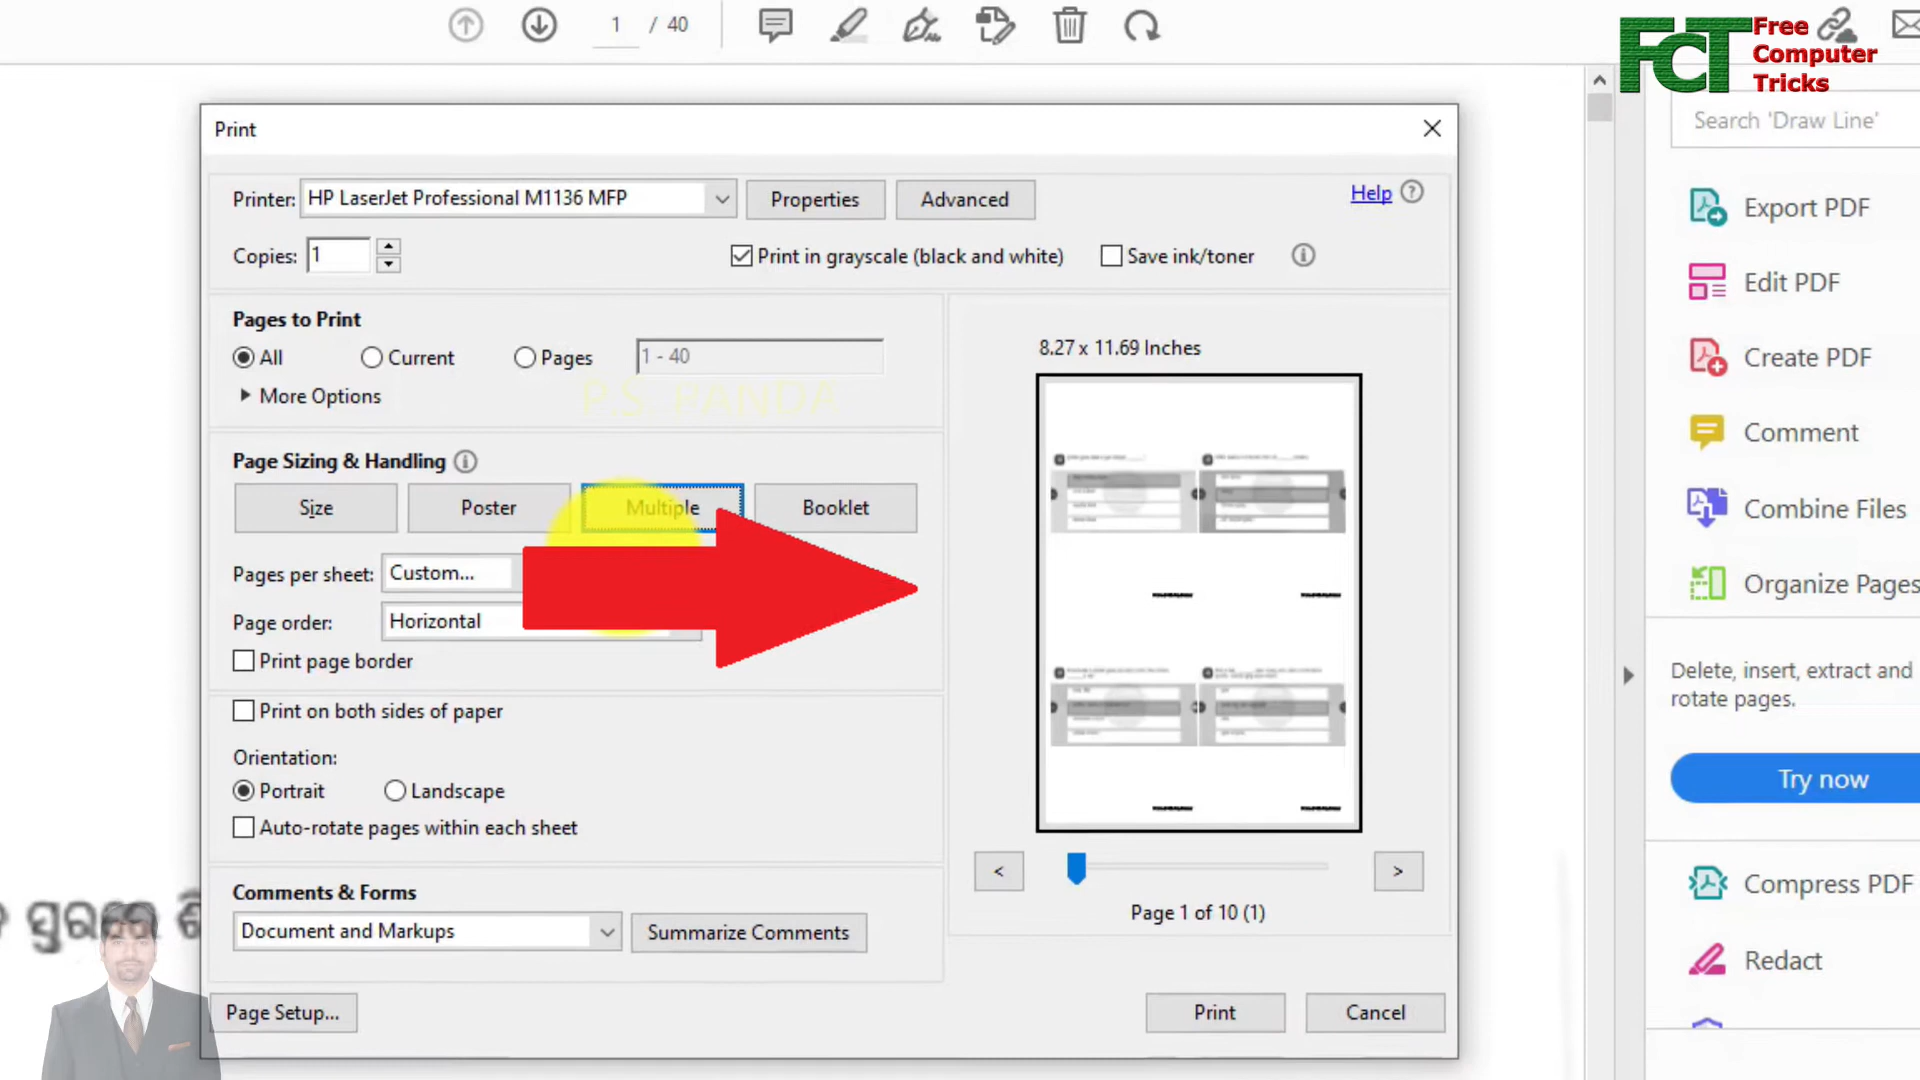 1 / 40
Free
Computer
Tricks
FCT
Search 'Draw Line'
Print
Printer: HP LaserJet Professional M1136 MFP Properties Advanced Help ?
Copies: 1 Print in grayscale (black and white) Save ink/toner
Pages to Print
All Current Pages 1 - 40
More Options
P.S. PANDA
Page Sizing & Handling
Size Poster Multiple Booklet
Pages per sheet: Custom...
Page order: Horizontal
Print page border
Print on both sides of paper
Orientation:
Portrait Landscape
Auto-rotate pages within each sheet
Comments & Forms
Document and Markups Summarize Comments
Page Setup...
8.27 x 11.69 Inches
< >
Page 1 of 10 (1)
Print Cancel
Export PDF
Edit PDF
Create PDF
Comment
Combine Files
Organize Pages
Delete, insert, extract and
rotate pages.
Try now
Compress PDF
Redact
ସ୍ତରରେ